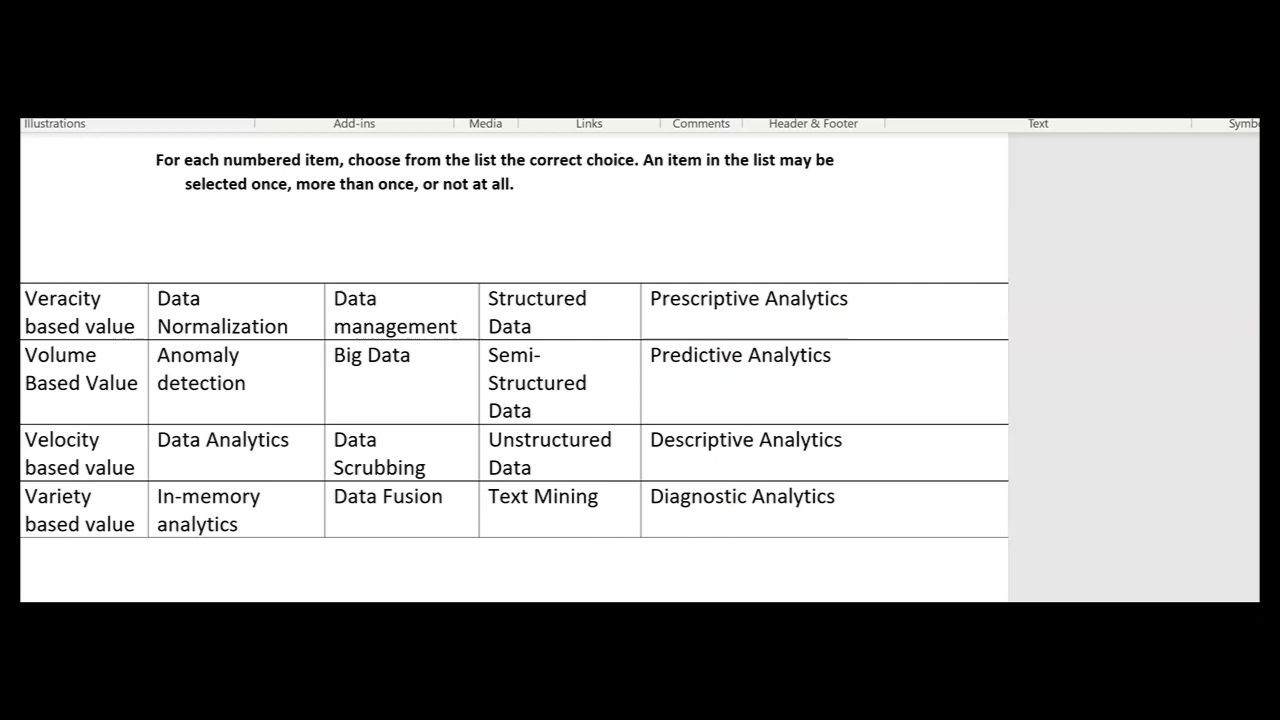 Illustrations Add-ins Media Links Comments Header & Footer Text Symb
For each numbered item, choose from the list the correct choice. An item in the list may be
selected once, more than once, or not at all.
Veracity based value
Data Normalization
Data management
Structured Data
Prescriptive Analytics
Volume Based Value
Anomaly detection
Big Data
Semi-Structured Data
Predictive Analytics
Velocity based value
Data Analytics
Data Scrubbing
Unstructured Data
Descriptive Analytics
Variety based value
In-memory analytics
Data Fusion
Text Mining
Diagnostic Analytics